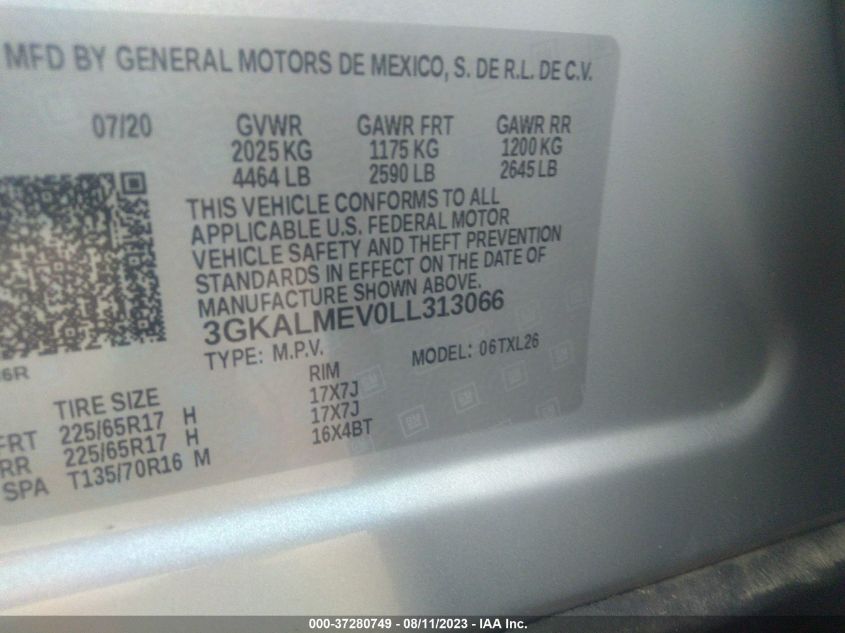 MFD BY GENERAL MOTORS DE MEXICO, S. DE R.L. DE C.V.
07/20 GVWR GAWR FRT GAWR RR
2025 KG 1175 KG 1200 KG
4464 LB 2590 LB 2645 LB
THIS VEHICLE CONFORMS TO ALL
APPLICABLE U.S. FEDERAL MOTOR
VEHICLE SAFETY AND THEFT PREVENTION
STANDARDS IN EFFECT ON THE DATE OF
MANUFACTURE SHOWN ABOVE.
3GKALMEV0LL313066
TYPE: M.P.V. MODEL: 06TXL26
6R
TIRE SIZE RIM
FRT 225/65R17 H 17X7J
RR 225/65R17 H 17X7J
SPA T135/70R16 M 16X4BT
000-37280749 - 08/11/2023 - IAA Inc.